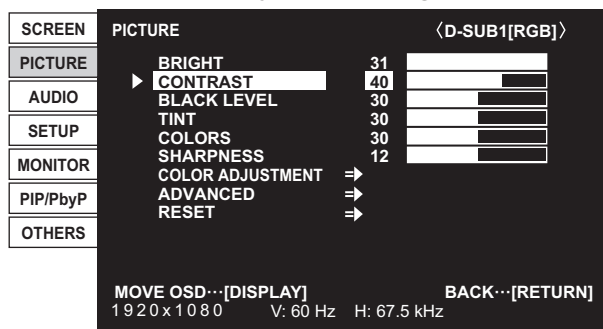 SCREEN
PICTURE
AUDIO
SETUP
MONITOR
PIP/PbyP
OTHERS
PICTURE 〈D-SUB1[RGB]〉
BRIGHT 31
CONTRAST 40
BLACK LEVEL 30
TINT 30
COLORS 30
SHARPNESS 12
COLOR ADJUSTMENT
ADVANCED
RESET
MOVE OSD···[DISPLAY] BACK···[RETURN]
1920x1080 V: 60 Hz H: 67.5 kHz